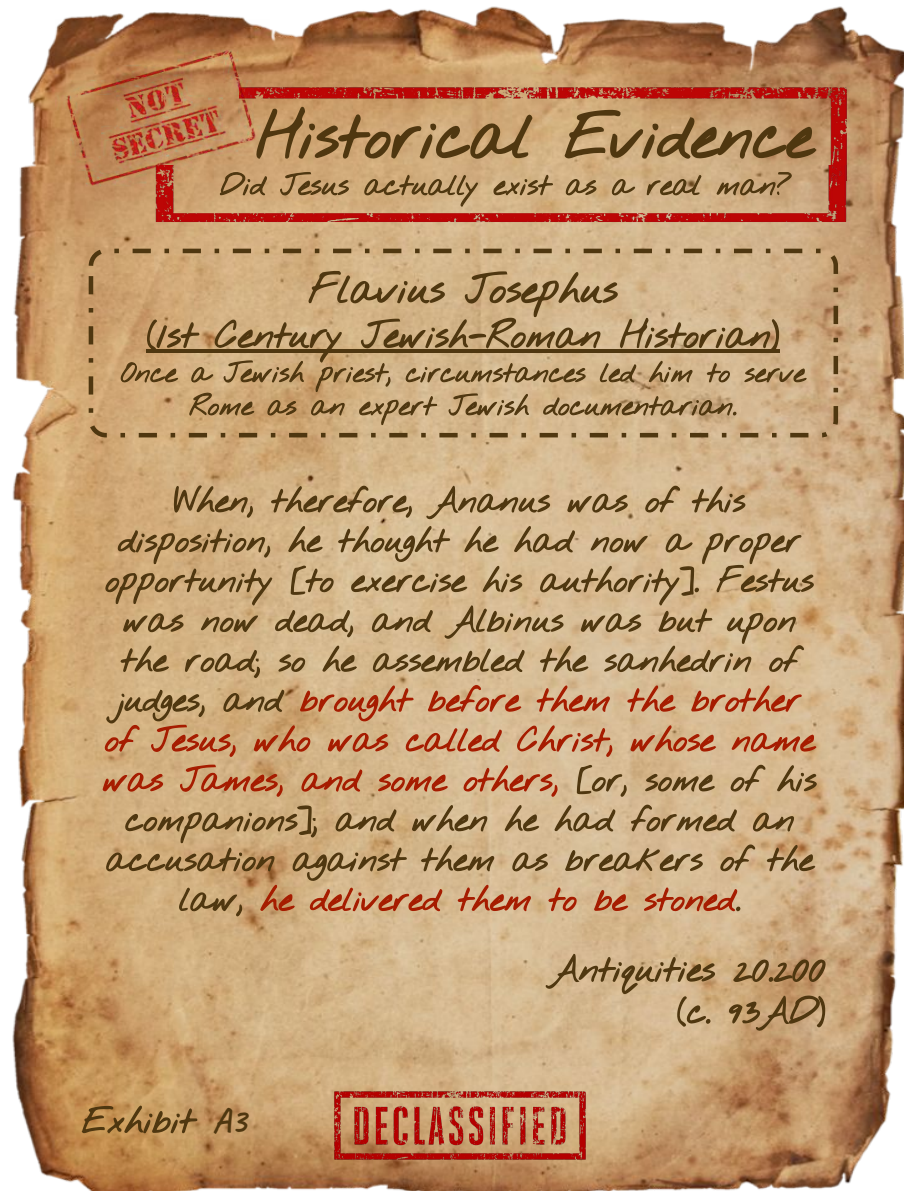 NOT
SECRET
Historical Evidence
Did Jesus actually exist as a real man?
Flavius Josephus
(1st Century Jewish-Roman Historian)
Once a Jewish priest, circumstances led him to serve
Rome as an expert Jewish documentarian.
When, therefore, Ananus was of this
disposition, he thought he had now a proper
opportunity [to exercise his authority]. Festus
was now dead, and Albinus was but upon
the road; so he assembled the sanhedrin of
judges, and brought before them the brother
of Jesus, who was called Christ, whose name
was James, and some others, [or, some of his
companions]; and when he had formed an
accusation against them as breakers of the
law, he delivered them to be stoned.
Antiquities 20.200
(c. 93AD)
Exhibit A3
DECLASSIFIED